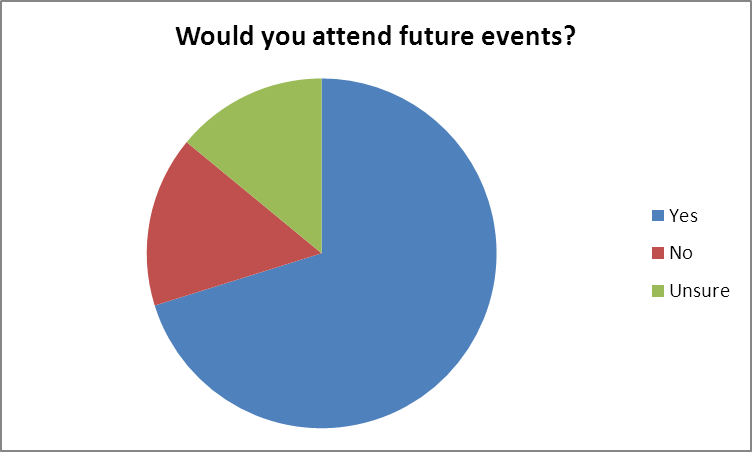 Would you attend future events?
Yes
No
Unsure